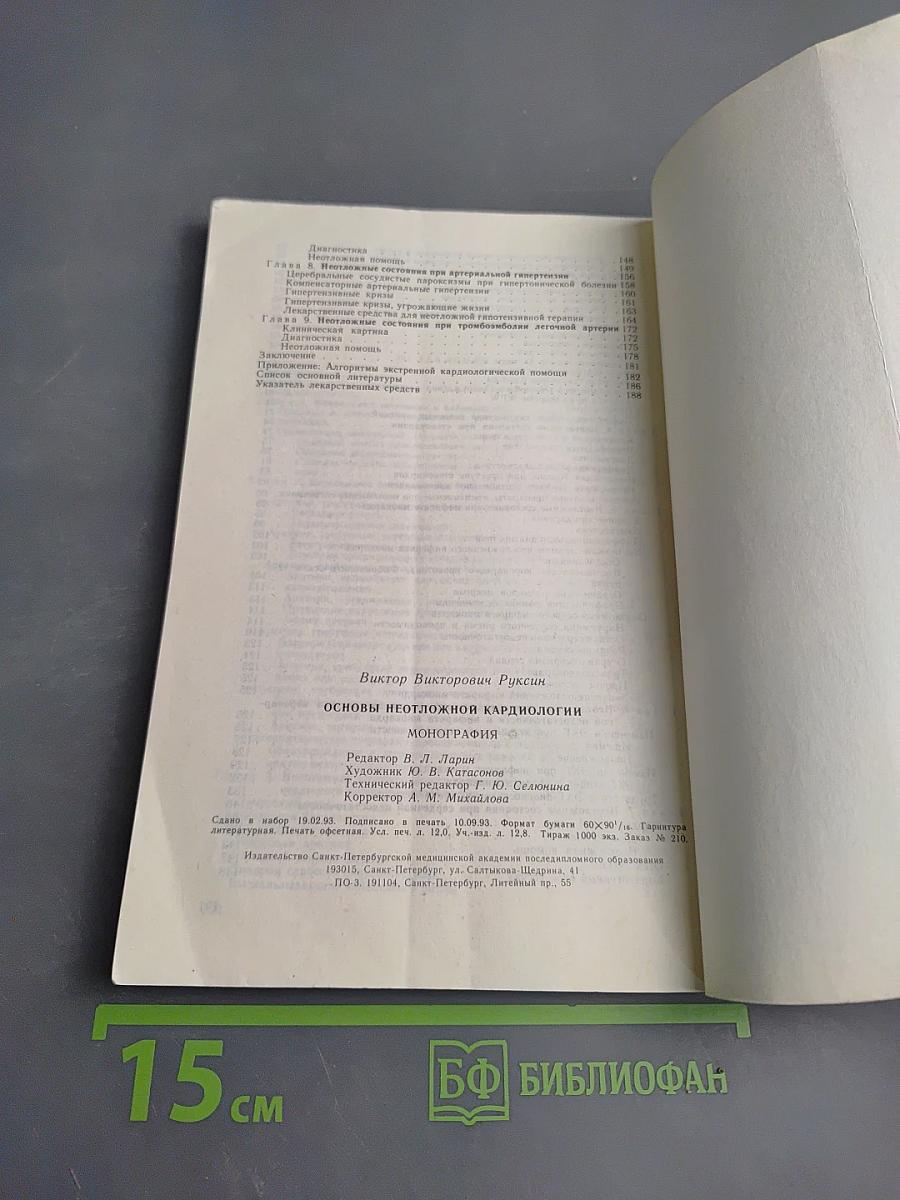 Диагностика 148
Неотложная помощь 149
Глава 8. Неотложные состояния при артериальной гипертензии 156
Церебральные сосудистые пароксизмы при гипертонической болезни 158
Компенсаторные артериальные гипертензии 160
Гипертензивные кризы 161
Гипертензивные кризы, угрожающие жизни 163
Лекарственные средства для неотложной гипотензивной терапии 164
Глава 9. Неотложные состояния при тромбоэмболии легочной артерии 172
Клиническая картина 172
Диагностика 175
Неотложная помощь 178
Заключение 181
Приложение: Алгоритмы экстренной кардиологической помощи 182
Список основной литературы 186
Указатель лекарственных средств 188
Виктор Викторович Руксин
ОСНОВЫ НЕОТЛОЖНОЙ КАРДИОЛОГИИ
МОНОГРАФИЯ
Редактор В. Л. Ларин
Художник Ю. В. Катасонов
Технический редактор Г. Ю. Селюнина
Корректор А. М. Михайлова
Сдано в набор 19.02.93. Подписано в печать 10.09.93. Формат бумаги 60×90¹/₁₆. Гарнитура
литературная. Печать офсетная. Усл. печ. л. 12,0, Уч.-изд. л. 12,8. Тираж 1000 экз. Заказ № 210.
Издательство Санкт-Петербургской медицинской академии последипломного образования
193015, Санкт-Петербург, ул. Салтыкова-Щедрина, 41
ПО-3. 191104, Санкт-Петербург, Литейный пр., 55
15 см
БФ БИБЛИОФАН